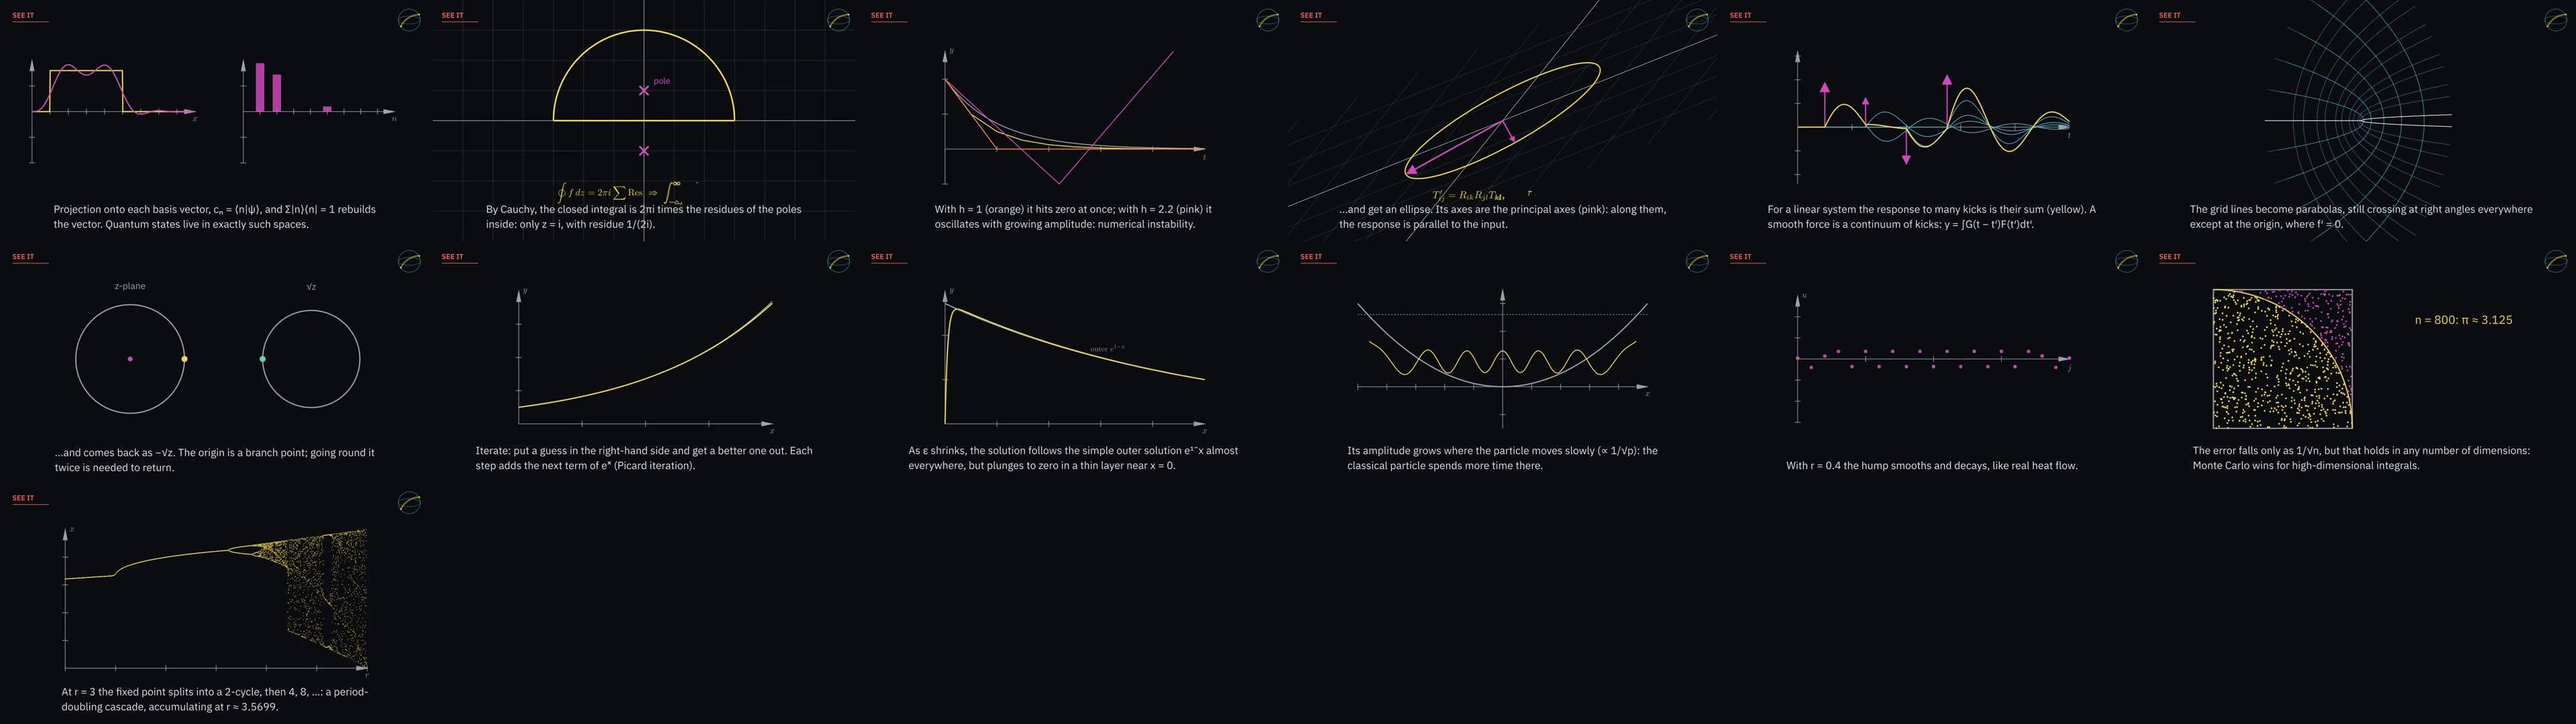 SEE IT
x
n
Projection onto each basis vector, cₙ = ⟨n|ψ⟩, and Σ|n⟩⟨n| = 1 rebuilds
the vector. Quantum states live in exactly such spaces.
SEE IT
pole
∮ f dz = 2πi ∑ Res ⇒ ∫_{-∞}^{∞}
By Cauchy, the closed integral is 2πi times the residues of the poles
inside: only z = i, with residue 1/(2i).
SEE IT
y
t
With h = 1 (orange) it hits zero at once; with h = 2.2 (pink) it
oscillates with growing amplitude: numerical instability.
SEE IT
T′ᵢⱼ = RᵢₖRⱼₗTₖₗ,
...and get an ellipse. Its axes are the principal axes (pink): along them,
the response is parallel to the input.
SEE IT
t
For a linear system the response to many kicks is their sum (yellow). A
smooth force is a continuum of kicks: y = ∫G(t − t′)F(t′)dt′.
SEE IT
The grid lines become parabolas, still crossing at right angles everywhere
except at the origin, where f′ = 0.
SEE IT
z-plane
√z
...and comes back as −√z. The origin is a branch point; going round it
twice is needed to return.
SEE IT
y
x
Iterate: put a guess in the right-hand side and get a better one out. Each
step adds the next term of eˣ (Picard iteration).
SEE IT
y
outer e¹⁻ˣ
x
As ε shrinks, the solution follows the simple outer solution e¹⁻x almost
everywhere, but plunges to zero in a thin layer near x = 0.
SEE IT
x
Its amplitude grows where the particle moves slowly (∝ 1/√p): the
classical particle spends more time there.
SEE IT
u
j
With r = 0.4 the hump smooths and decays, like real heat flow.
SEE IT
n = 800: π ≈ 3.125
The error falls only as 1/√n, but that holds in any number of dimensions:
Monte Carlo wins for high-dimensional integrals.
SEE IT
x
r
At r = 3 the fixed point splits into a 2-cycle, then 4, 8, ...: a period-
doubling cascade, accumulating at r ≈ 3.5699.